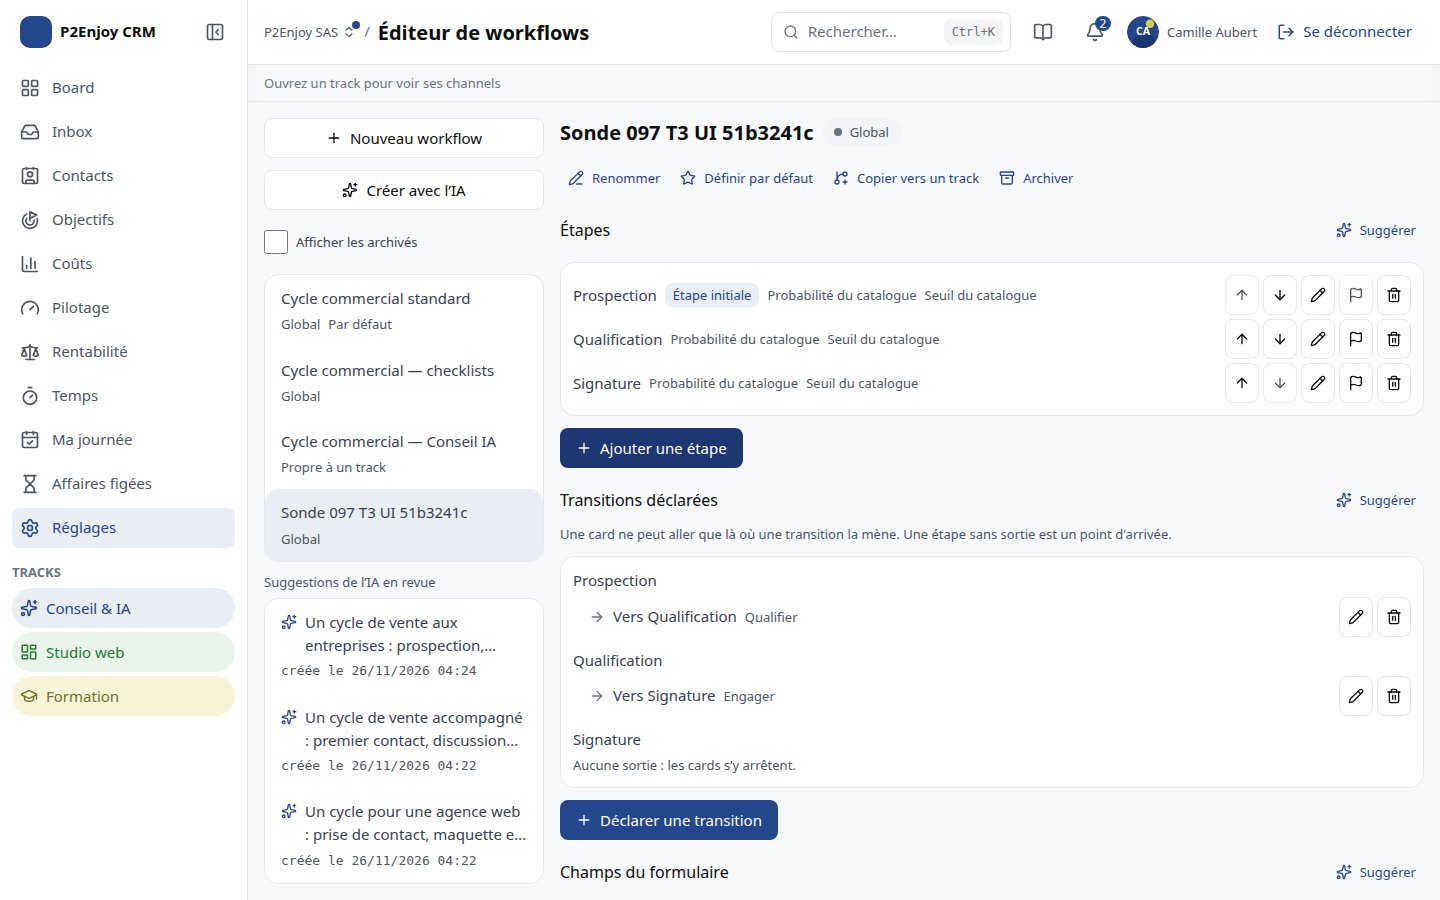 P2Enjoy CRM
Board
Inbox
Contacts
Objectifs
Coûts
Pilotage
Rentabilité
Temps
Ma journée
Affaires figées
Réglages
TRACKS
Conseil & IA
Studio web
Formation
P2Enjoy SAS / Éditeur de workflows
Rechercher... Ctrl+K
2
CA Camille Aubert
Se déconnecter
Ouvrez un track pour voir ses channels
Nouveau workflow
Créer avec l'IA
Afficher les archivés
Cycle commercial standard
Global Par défaut
Cycle commercial — checklists
Global
Cycle commercial — Conseil IA
Propre à un track
Sonde 097 T3 UI 51b3241c
Global
Suggestions de l'IA en revue
Un cycle de vente aux
entreprises : prospection,...
créée le 26/11/2026 04:24
Un cycle de vente accompagné
: premier contact, discussion...
créée le 26/11/2026 04:22
Un cycle pour une agence web
: prise de contact, maquette e...
créée le 26/11/2026 04:22
Sonde 097 T3 UI 51b3241c Global
Renommer Définir par défaut Copier vers un track Archiver
Étapes Suggérer
Prospection Étape initiale Probabilité du catalogue Seuil du catalogue
Qualification Probabilité du catalogue Seuil du catalogue
Signature Probabilité du catalogue Seuil du catalogue
Ajouter une étape
Transitions déclarées Suggérer
Une card ne peut aller que là où une transition la mène. Une étape sans sortie est un point d'arrivée.
Prospection
Vers Qualification Qualifier
Qualification
Vers Signature Engager
Signature
Aucune sortie : les cards s'y arrêtent.
Déclarer une transition
Champs du formulaire Suggérer